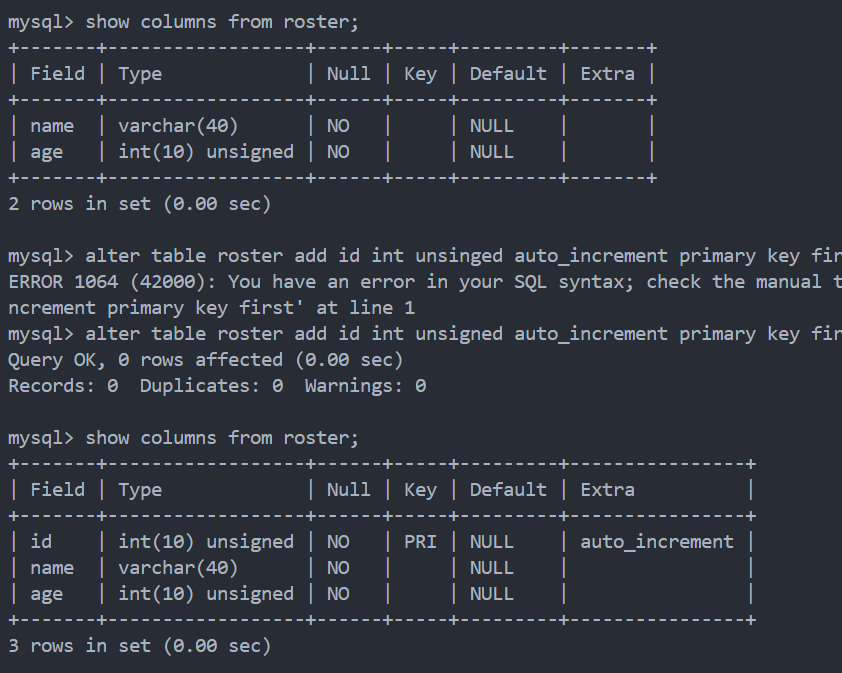 mysql> show columns from roster;
+-------+------------------+------+-----+---------+-------+
| Field | Type             | Null | Key | Default | Extra |
+-------+------------------+------+-----+---------+-------+
| name  | varchar(40)      | NO   |     | NULL    |       |
| age   | int(10) unsigned | NO   |     | NULL    |       |
+-------+------------------+------+-----+---------+-------+
2 rows in set (0.00 sec)
mysql> alter table roster add id int unsinged auto_increment primary key fir
ERROR 1064 (42000): You have an error in your SQL syntax; check the manual t
ncrement primary key first' at line 1
mysql> alter table roster add id int unsigned auto_increment primary key fir
Query OK, 0 rows affected (0.00 sec)
Records: 0  Duplicates: 0  Warnings: 0
mysql> show columns from roster;
+-------+------------------+------+-----+---------+----------------+
| Field | Type             | Null | Key | Default | Extra          |
+-------+------------------+------+-----+---------+----------------+
| id    | int(10) unsigned | NO   | PRI | NULL    | auto_increment |
| name  | varchar(40)      | NO   |     | NULL    |                |
| age   | int(10) unsigned | NO   |     | NULL    |                |
+-------+------------------+------+-----+---------+----------------+
3 rows in set (0.00 sec)